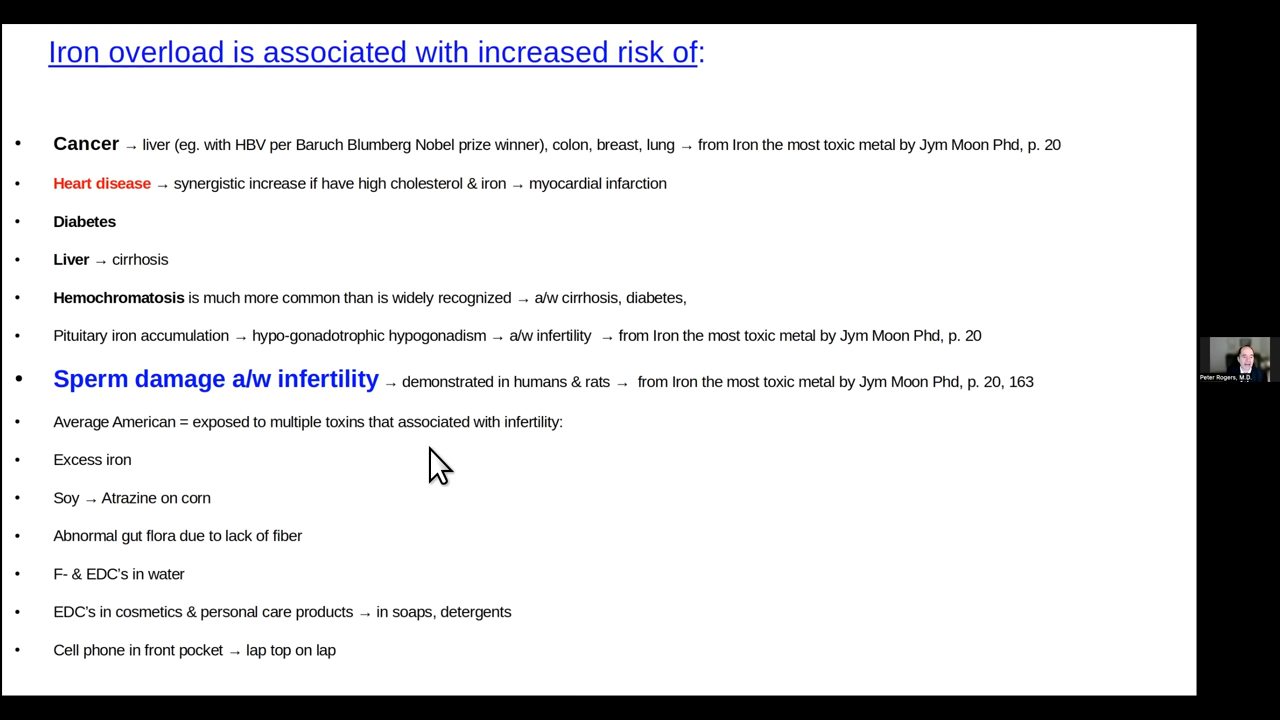 Iron overload is associated with increased risk of:
• Cancer → liver (eg. with HBV per Baruch Blumberg Nobel prize winner), colon, breast, lung → from Iron the most toxic metal by Jym Moon Phd, p. 20
• Heart disease → synergistic increase if have high cholesterol & iron → myocardial infarction
• Diabetes
• Liver → cirrhosis
• Hemochromatosis is much more common than is widely recognized → a/w cirrhosis, diabetes,
• Pituitary iron accumulation → hypo-gonadotrophic hypogonadism → a/w infertility → from Iron the most toxic metal by Jym Moon Phd, p. 20
• Sperm damage a/w infertility → demonstrated in humans & rats → from Iron the most toxic metal by Jym Moon Phd, p. 20, 163
• Average American = exposed to multiple toxins that associated with infertility:
• Excess iron
• Soy → Atrazine on corn
• Abnormal gut flora due to lack of fiber
• F- & EDC's in water
• EDC's in cosmetics & personal care products → in soaps, detergents
• Cell phone in front pocket → lap top on lap
Peter Rogers, M.D.